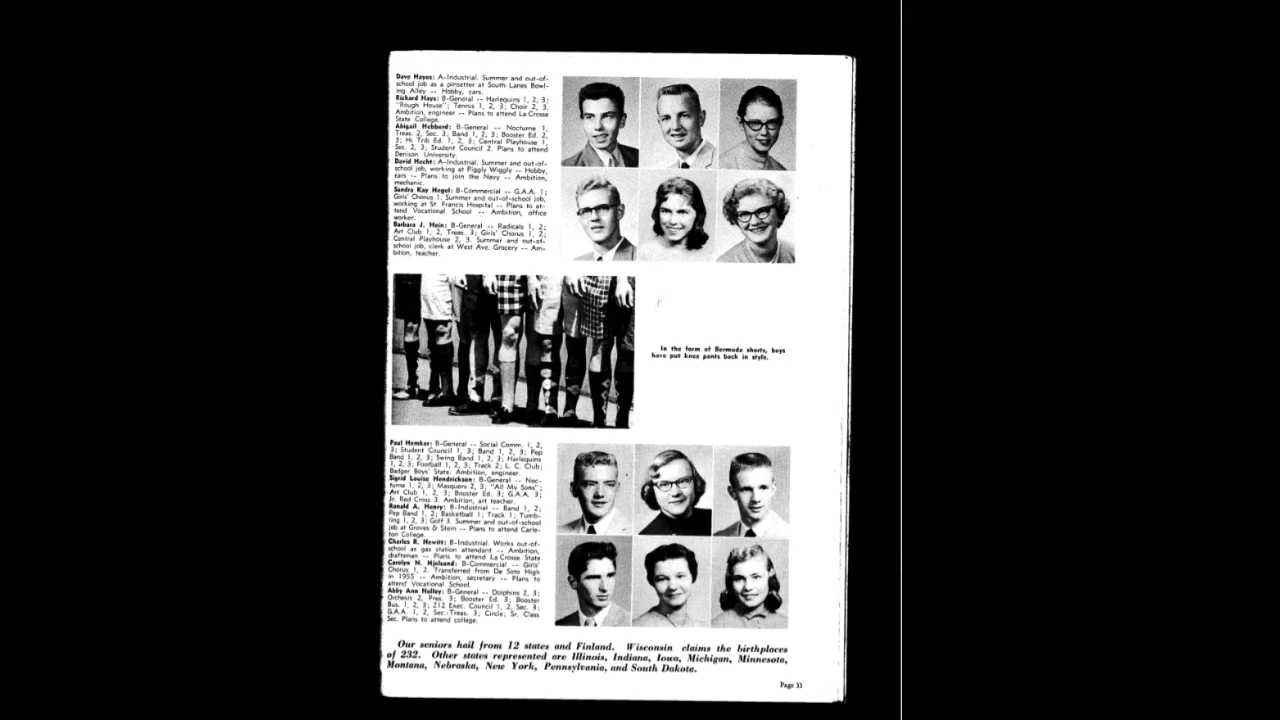 Dave Hayes: A-Industrial. Summer and out-of-
school job as a pinsetter at South Lanes Bowl-
ing Alley -- Hobby, cars.
Richard Hays: B-General -- Harlequins 1, 2, 3;
"Rough House"; Tennis 1, 2, 3; Choir 2, 3.
Ambition, engineer -- Plans to attend La Crosse
State College.
Abigail Hebberd: B-General -- Nocturne 1,
Treas. 2, Sec. 3; Band 1, 2, 3; Booster Ed. 2,
3; Hi Trib Ed. 1, 2, 3; Central Playhouse 1,
Sec. 2, 3; Student Council 2. Plans to attend
Denison University.
David Hecht: A-Industrial. Summer and out-of-
school job, working at Piggly Wiggly -- Hobby,
cars -- Plans to join the Navy -- Ambition,
mechanic.
Sandra Kay Hegel: B-Commercial -- G.A.A. 1;
Girls' Chorus 1, Summer and out-of-school job,
working at St. Francis Hospital -- Plans to at-
tend Vocational School -- Ambition, office
worker.
Barbara J. Hein: B-General -- Radicals 1, 2;
Art Club 1, 2, Treas. 3; Girls' Chorus 1, 2;
Central Playhouse 2, 3. Summer and out-of-
school job, clerk at West Ave. Grocery -- Am-
bition, teacher.
In the form of Bermuda shorts, boys
have put knee pants back in style.
Paul Hemker: B-General -- Social Comm. 1, 2,
3; Student Council 1, 3; Band 1, 2, 3; Pep
Band 1, 2, 3; Swing Band 1, 2, 3; Harlequins
1, 2, 3; Football 1, 2, 3; Track 2; L. C. Club;
Badger Boys' State. Ambition, engineer.
Sigrid Louise Hendrickson: B-General -- Noc-
turne 1, 2, 3; Masquers 2, 3; "All My Sons";
Art Club 1, 2, 3; Booster Ed. 3; G.A.A. 3;
Jr. Red Cross 3. Ambition, art teacher.
Ronald A. Henry: B-Industrial -- Band 1, 2;
Pep Band 1, 2; Basketball 1; Track 1; Tumb-
ling 1, 2, 3; Golf 3. Summer and out-of-school
job at Groves & Stein -- Plans to attend Carle-
ton College.
Charles R. Hewitt: B-Industrial. Works out-of-
school as gas station attendant -- Ambition,
draftsman -- Plans to attend La Crosse State
Carolyn N. Hjelsand: B-Commercial -- Girls'
Chorus 1, 2. Transferred from De Soto High
in 1955 -- Ambition, secretary -- Plans to
attend Vocational School.
Abby Ann Holley: B-General -- Dolphins 2, 3;
Orchesis 2, Pres. 3; Booster Ed. 3; Booster
Bus. 1, 2, 3; 212 Exec. Council 1, 2, Sec. 3;
G.A.A. 1, 2, Sec.-Treas. 3; Circle; Sr. Class
Sec. Plans to attend college.
Our seniors hail from 12 states and Finland. Wisconsin claims the birthplaces
of 232. Other states represented are Illinois, Indiana, Iowa, Michigan, Minnesota,
Montana, Nebraska, New York, Pennsylvania, and South Dakota.
Page 33